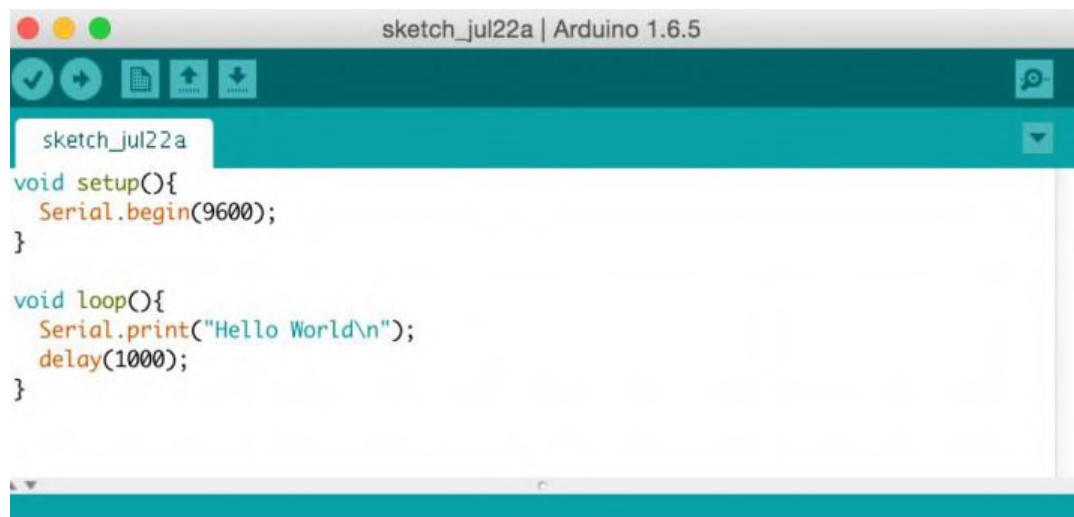 sketch_jul22a | Arduino 1.6.5
sketch_jul22a
void setup(){
  Serial.begin(9600);
}
void loop(){
  Serial.print("Hello World\n");
  delay(1000);
}